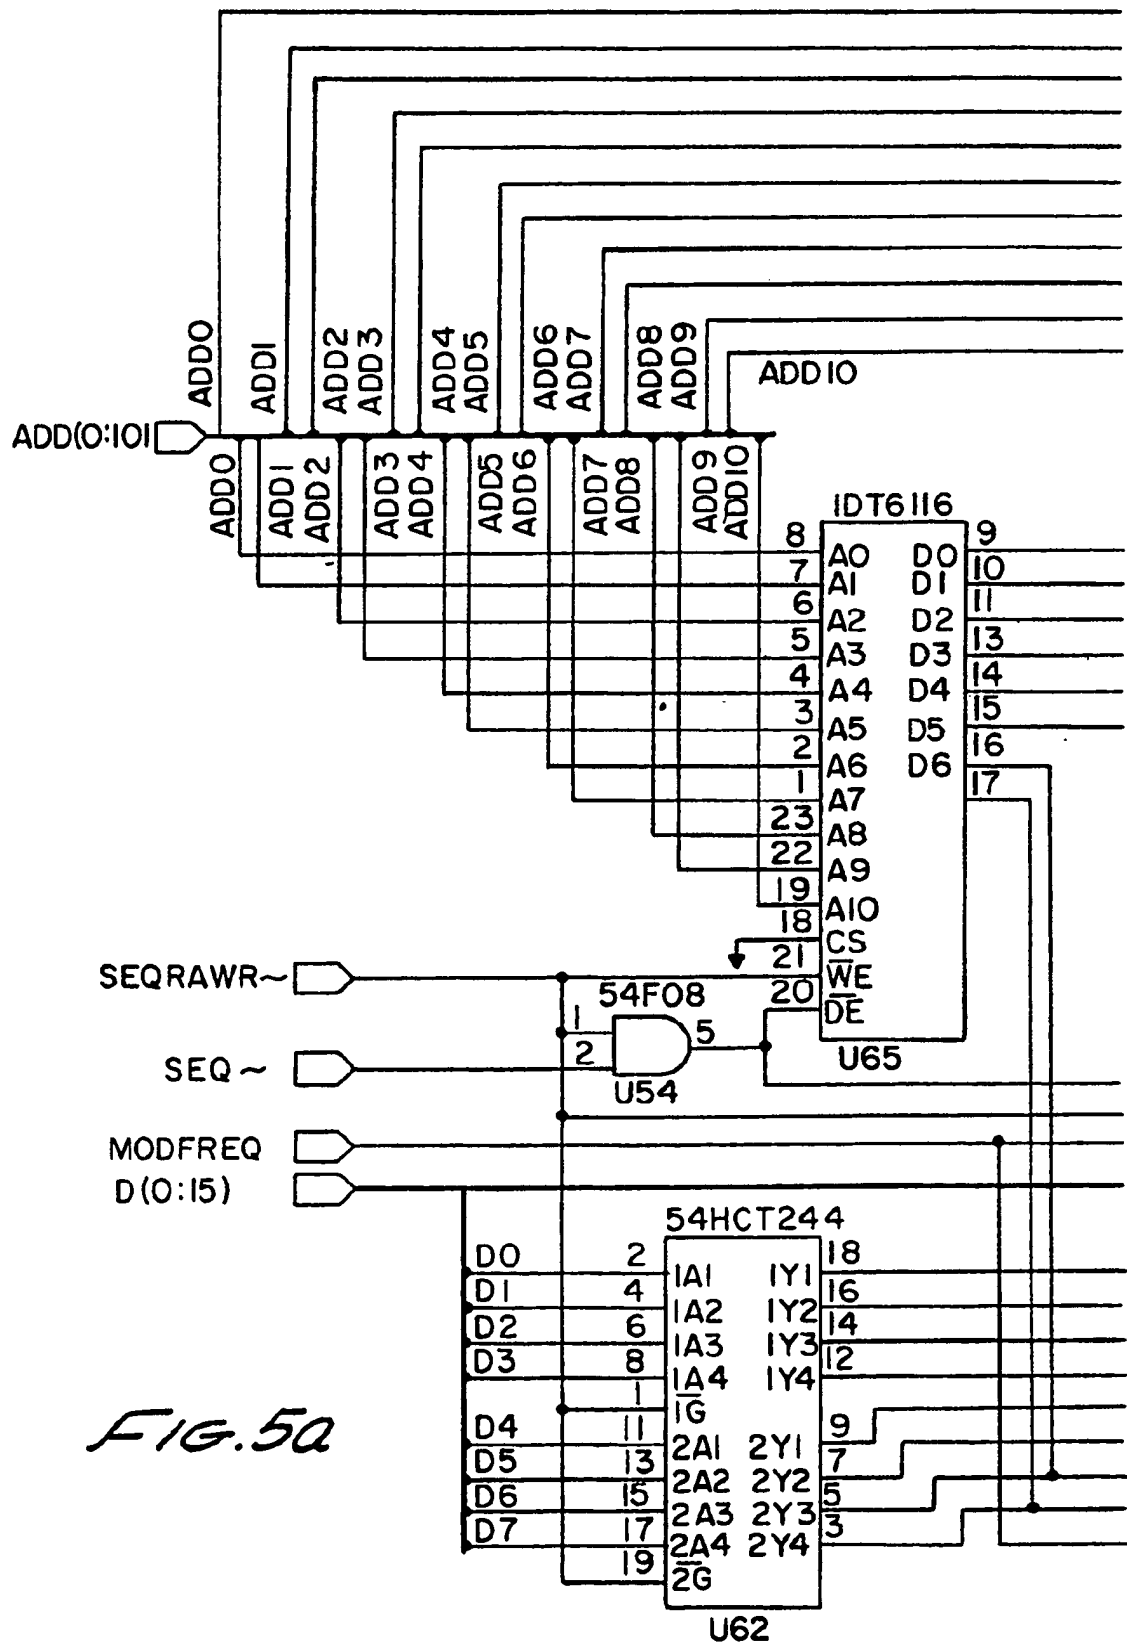 ADD0
ADD1
ADD2
ADD3
ADD4
ADD5
ADD6
ADD7
ADD8
ADD9
ADD10
ADD(0:10)
ADD0
ADD1
ADD2
ADD3
ADD4
ADD5
ADD6
ADD7
ADD8
ADD9
ADD10
IDT6116
8 A0 D0 9
7 A1 D1 10
6 A2 D2 11
5 A3 D3 13
4 A4 D4 14
3 A5 D5 15
2 A6 D6 16
1 A7 17
23 A8
22 A9
19 A10
18 CS
SEQRAWR~ 21 W̅E
54F08 20 D̅E
1 5
2
U65
SEQ~ U54
MODFREQ
D(0:15)
54HCT244
D0 2 1A1 1Y1 18
D1 4 1A2 1Y2 16
D2 6 1A3 1Y3 14
D3 8 1A4 1Y4 12
1 1̅G
D4 11 2A1 2Y1 9
D5 13 2A2 2Y2 7
D6 15 2A3 2Y3 5
D7 17 2A4 2Y4 3
19 2̅G
U62
FIG.5a